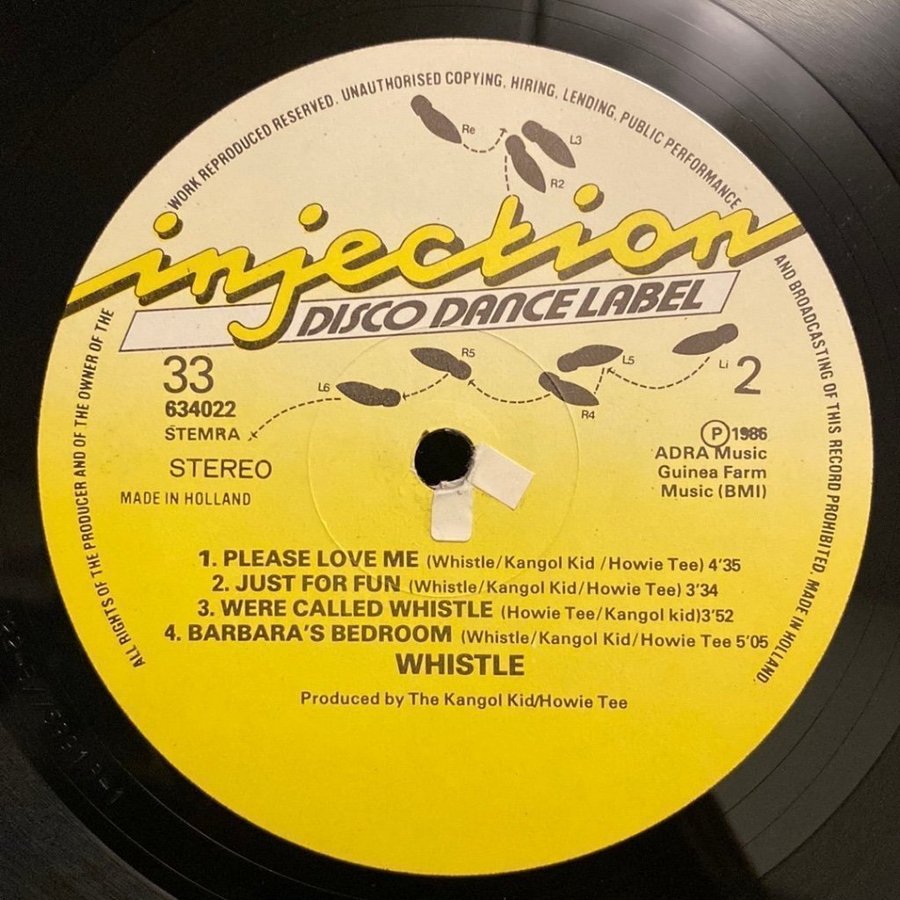 WORK REPRODUCED RESERVED. UNAUTHORISED COPYING, HIRING, LENDING, PUBLIC PERFORMANCE
AND BROADCASTING OF THIS RECORD PROHIBITED. MADE IN HOLLAND.
ALL RIGHTS OF THE PRODUCER AND OF THE OWNER OF THE
Re
L3
R2
injection
DISCO DANCE LABEL
R5
L5
Li
L6
R4
33
2
634022
STEMRA
STEREO
MADE IN HOLLAND
P 1986
ADRA Music
Guinea Farm
Music (BMI)
1. PLEASE LOVE ME (Whistle/Kangol Kid /Howie Tee) 4'35
2. JUST FOR FUN (Whistle/Kangol Kid/Howie Tee) 3'34
3. WERE CALLED WHISTLE (Howie Tee/Kangol kid)3'52
4. BARBARA'S BEDROOM (Whistle/Kangol Kid/Howie Tee 5'05
WHISTLE
Produced by The Kangol Kid/Howie Tee